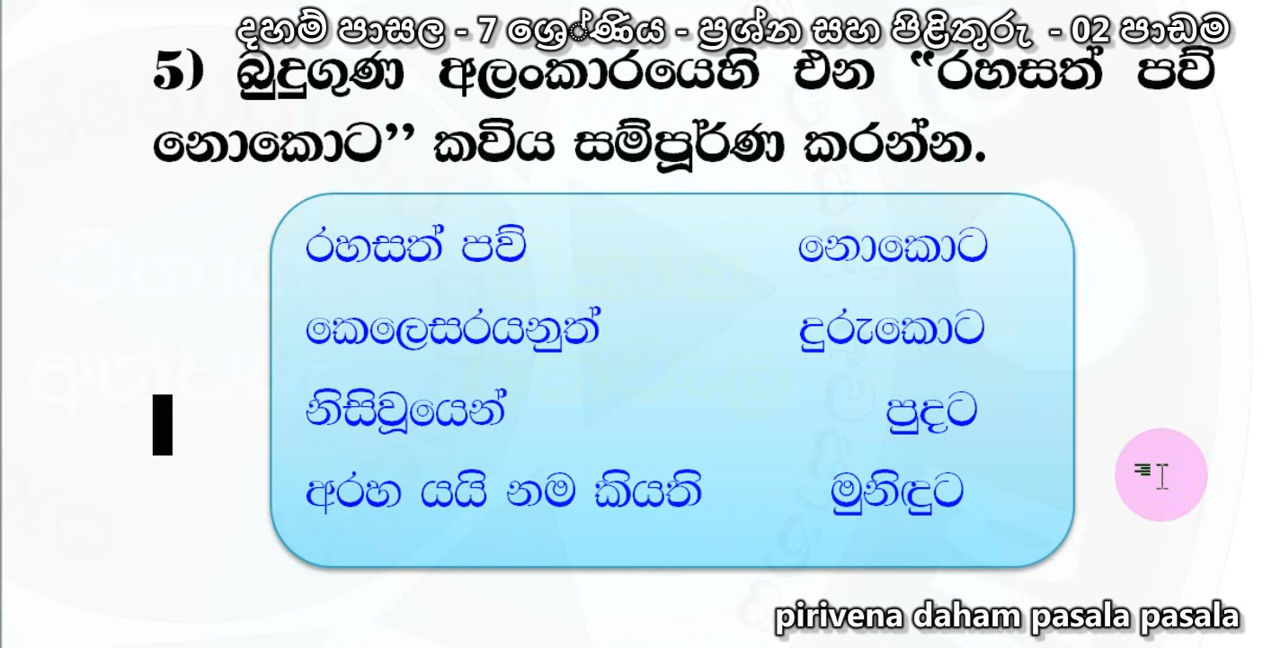 දහම් පාසල - 7 ශ්‍රේණිය - ප්‍රශ්න සහ පිළිතුරු - 02 පාඩම
5) බුදුගුණ අලංකාරයෙහි එන “රහසත් පව්
නොකොට” කවිය සම්පූර්ණ කරන්න.
රහසත් පව් නොකොට
කෙලෙසරයනුත් දුරුකොට
නිසිවූයෙන් පුදට
අරහ යයි නම කියති මුනිඳුට
pirivena daham pasala pasala